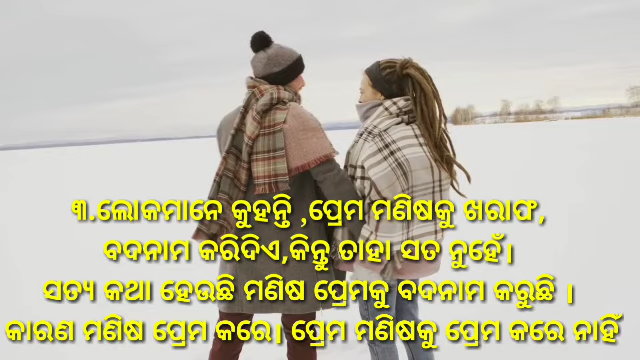 ୩.ଲୋକମାନେ କୁହନ୍ତି ,ପ୍ରେମ ମଣିଷକୁ ଖରାଫ,
ବଦନାମ କରିଦିଏ,କିନ୍ତୁ ତାହା ସତ ନୁହେଁ।
ସତ୍ୟ କଥା ହେଉଛି ମଣିଷ ପ୍ରେମକୁ ବଦନାମ କରୁଛି ।
କାରଣ ମଣିଷ ପ୍ରେମ କରେ। ପ୍ରେମ ମଣିଷକୁ ପ୍ରେମ କରେ ନାହିଁ